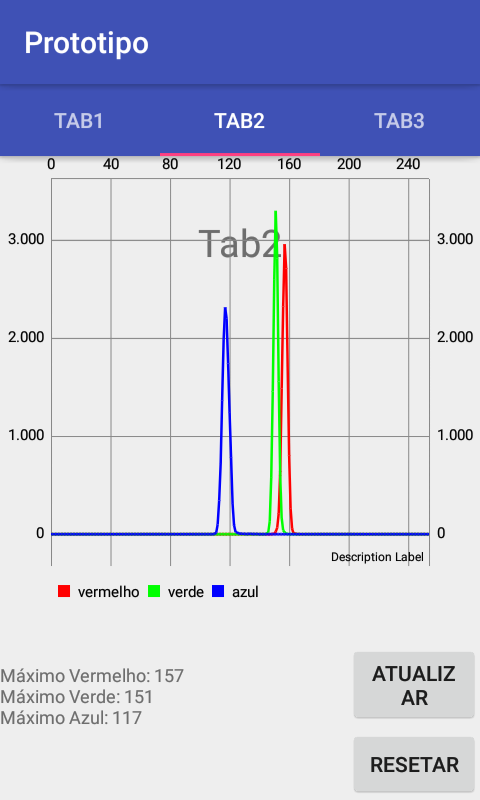 Prototipo
TAB1 TAB2 TAB3
0 40 80 120 160 200 240
Tab2
3.000 3.000
2.000 2.000
1.000 1.000
0 0
Description Label
vermelho verde azul
Máximo Vermelho: 157
Máximo Verde: 151
Máximo Azul: 117
ATUALIZ
AR
RESETAR